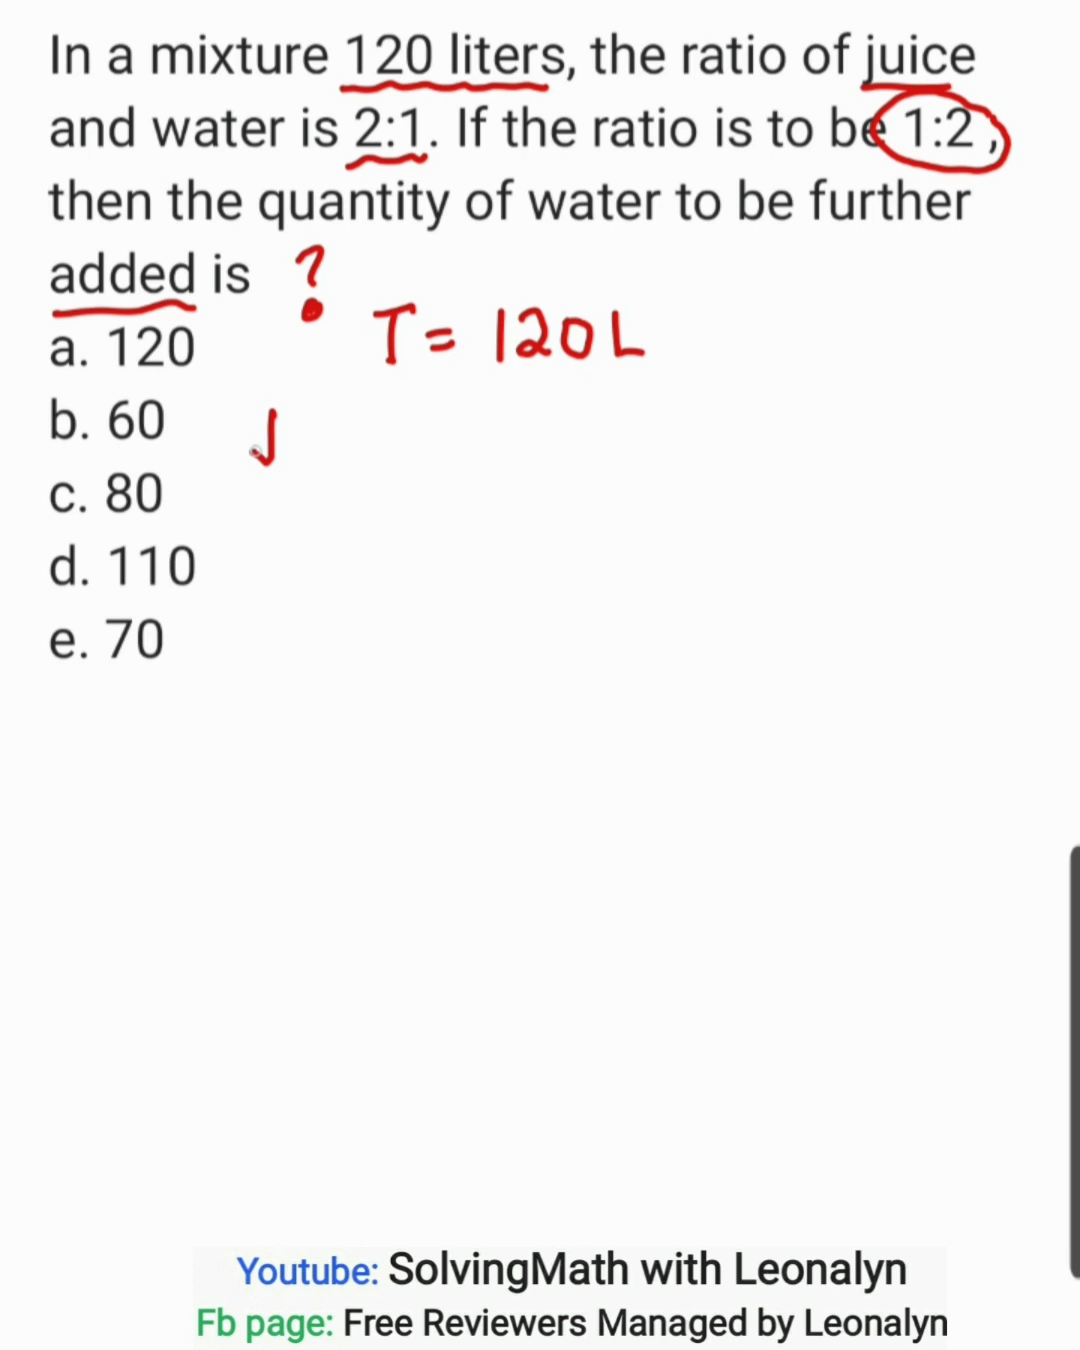 In a mixture 120 liters, the ratio of juice
and water is 2:1. If the ratio is to be 1:2,
then the quantity of water to be further
added is ?
a. 120 T = 120 L
b. 60
c. 80
d. 110
e. 70
Youtube: SolvingMath with Leonalyn
Fb page: Free Reviewers Managed by Leonalyn